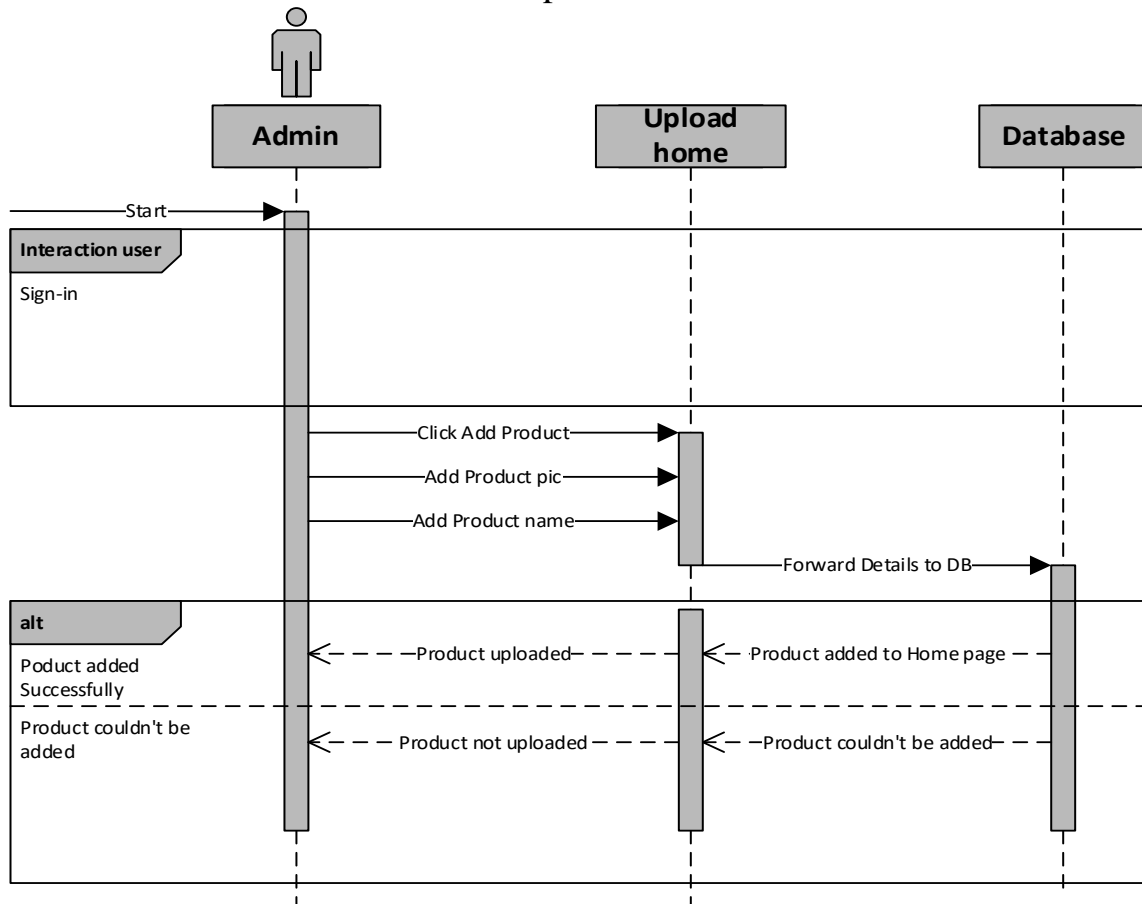 Admin
Upload
home
Database
Start
Interaction user
Sign-in
Click Add Product
Add Product pic
Add Product name
Forward Details to DB
alt
Poduct added
Successfully
Product uploaded
Product added to Home page
Product couldn't be
added
Product not uploaded
Product couldn't be added